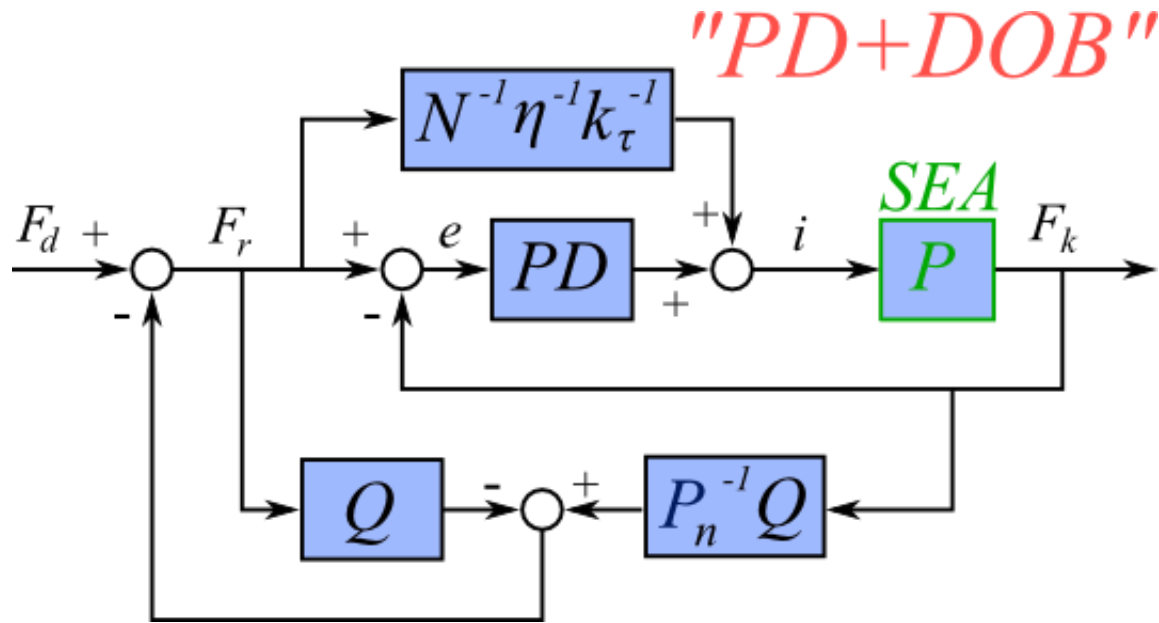 "PD+DOB"
N⁻¹η⁻¹k_τ⁻¹
SEA
F_d + F_r + e PD + + i P F_k
- -
Q - + P_n⁻¹Q